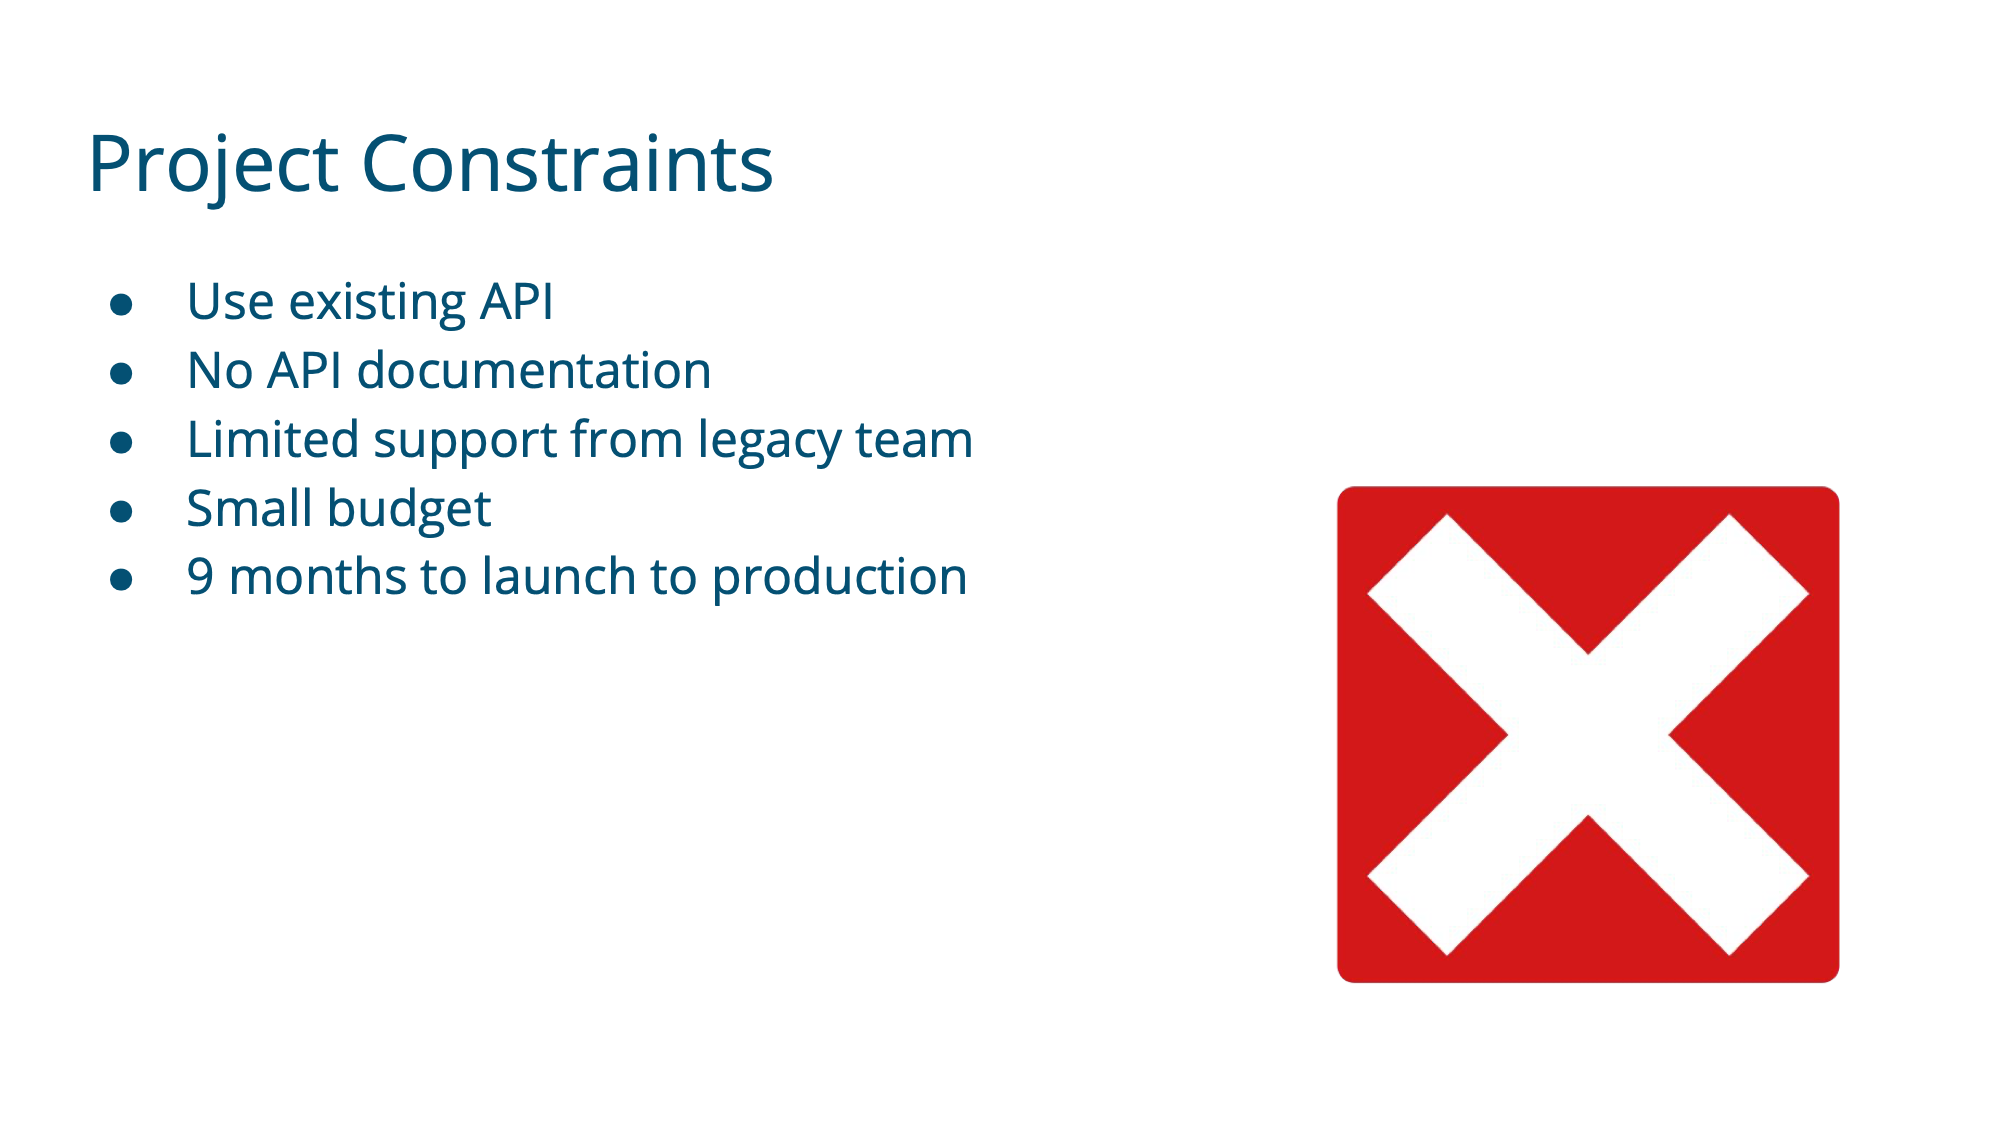 Project Constraints
● Use existing API
● No API documentation
● Limited support from legacy team
● Small budget
● 9 months to launch to production